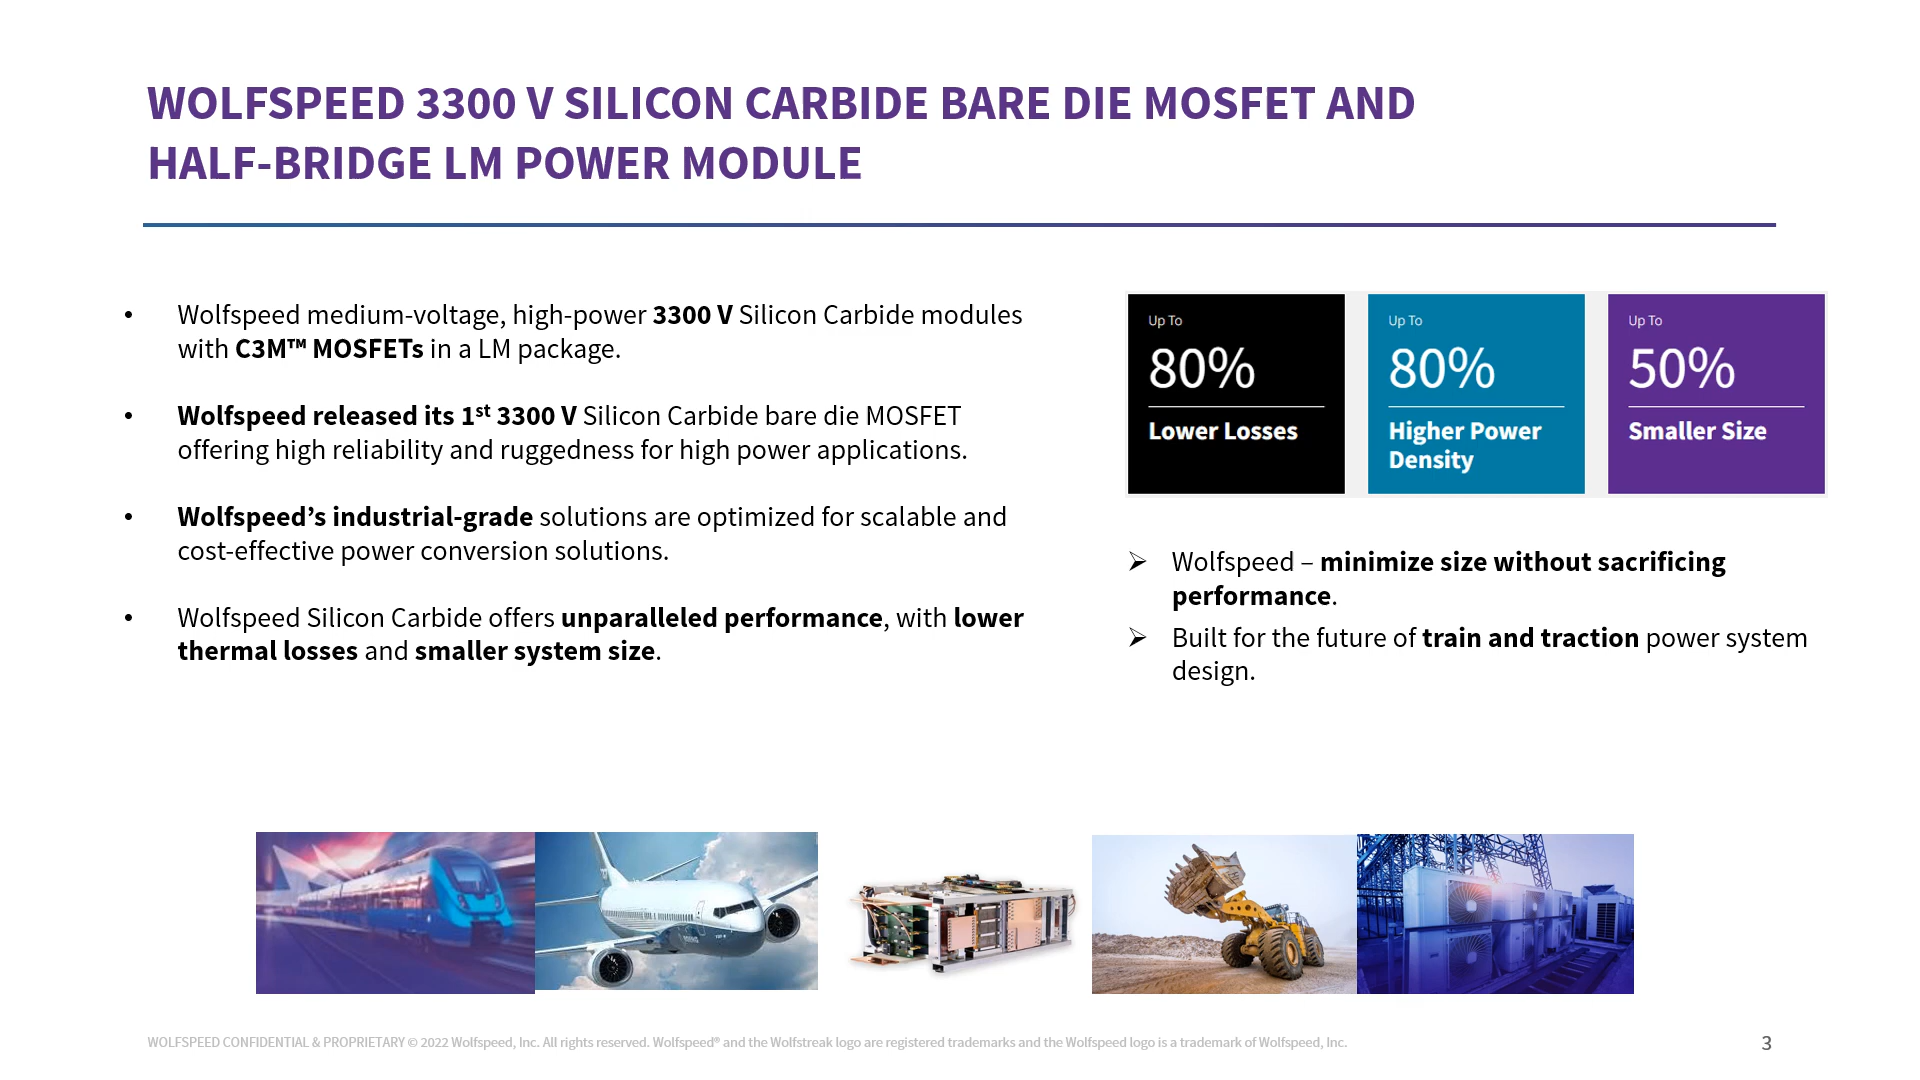 WOLFSPEED 3300 V SILICON CARBIDE BARE DIE MOSFET AND
HALF-BRIDGE LM POWER MODULE
• Wolfspeed medium-voltage, high-power 3300 V Silicon Carbide modules
with C3M™ MOSFETs in a LM package.
• Wolfspeed released its 1st 3300 V Silicon Carbide bare die MOSFET
offering high reliability and ruggedness for high power applications.
• Wolfspeed’s industrial-grade solutions are optimized for scalable and
cost-effective power conversion solutions.
• Wolfspeed Silicon Carbide offers unparalleled performance, with lower
thermal losses and smaller system size.
Up To
80%
Lower Losses
Up To
80%
Higher Power
Density
Up To
50%
Smaller Size
➢ Wolfspeed – minimize size without sacrificing
performance.
➢ Built for the future of train and traction power system
design.
WOLFSPEED CONFIDENTIAL & PROPRIETARY © 2022 Wolfspeed, Inc. All rights reserved. Wolfspeed® and the Wolfstreak logo are registered trademarks and the Wolfspeed logo is a trademark of Wolfspeed, Inc.
3